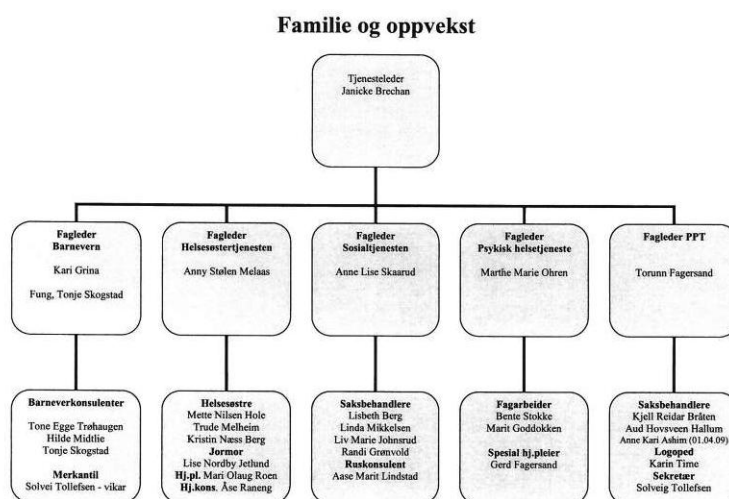 Familie og oppvekst
Tjenesteleder
Janicke Brechan
Fagleder
Barnevern
Kari Grina
Fung, Tonje Skogstad
Fagleder
Helsesøstertjenesten
Anny Stølen Melaas
Fagleder
Sosialtjenesten
Anne Lise Skaarud
Fagleder
Psykisk helsetjeneste
Marthe Marie Ohren
Fagleder PPT
Torunn Fagersand
Barneverkonsulenter
Tone Egge Trøhaugen
Hilde Midtlie
Tonje Skogstad
Merkantil
Solvei Tollefsen - vikar
Helsesøstre
Mette Nilsen Hole
Trude Melheim
Kristin Næss Berg
Jormor
Lise Nordby Jetlund
Hj.pl. Mari Olaug Roen
Hj.kons. Åse Raneng
Saksbehandlere
Lisbeth Berg
Linda Mikkelsen
Liv Marie Johnsrud
Randi Grønvold
Ruskonsulent
Aase Marit Lindstad
Fagarbeider
Bente Stokke
Marit Goddokken
Spesial hj.pleier
Gerd Fagersand
Saksbehandlere
Kjell Reidar Bråten
Aud Hovsveen Hallum
Anne Kari Ashim (01.04.09)
Logoped
Karin Time
Sekretær
Solveig Tollefsen